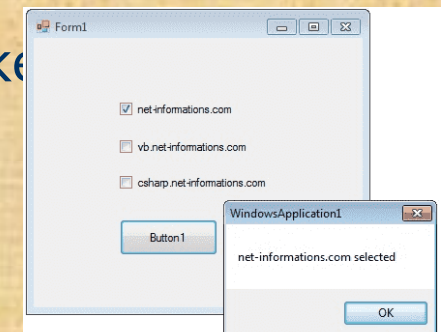 Form1
net-informations.com
vb.net-informations.com
csharp.net-informations.com
Button1
WindowsApplication1
net-informations.com selected
OK